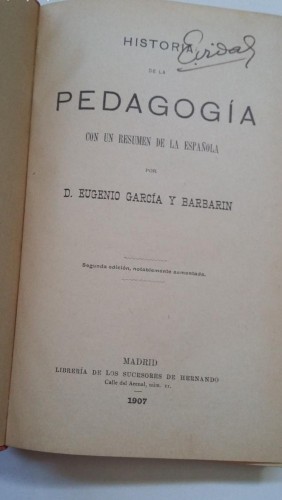 HISTORIA
DE LA
PEDAGOGÍA
CON UN RESUMEN DE LA ESPAÑOLA
POR
D. EUGENIO GARCÍA Y BARBARIN
Segunda edición, notablemente aumentada.
MADRID
LIBRERÍA DE LOS SUCESORES DE HERNANDO
Calle del Arenal, núm. 11.
1907